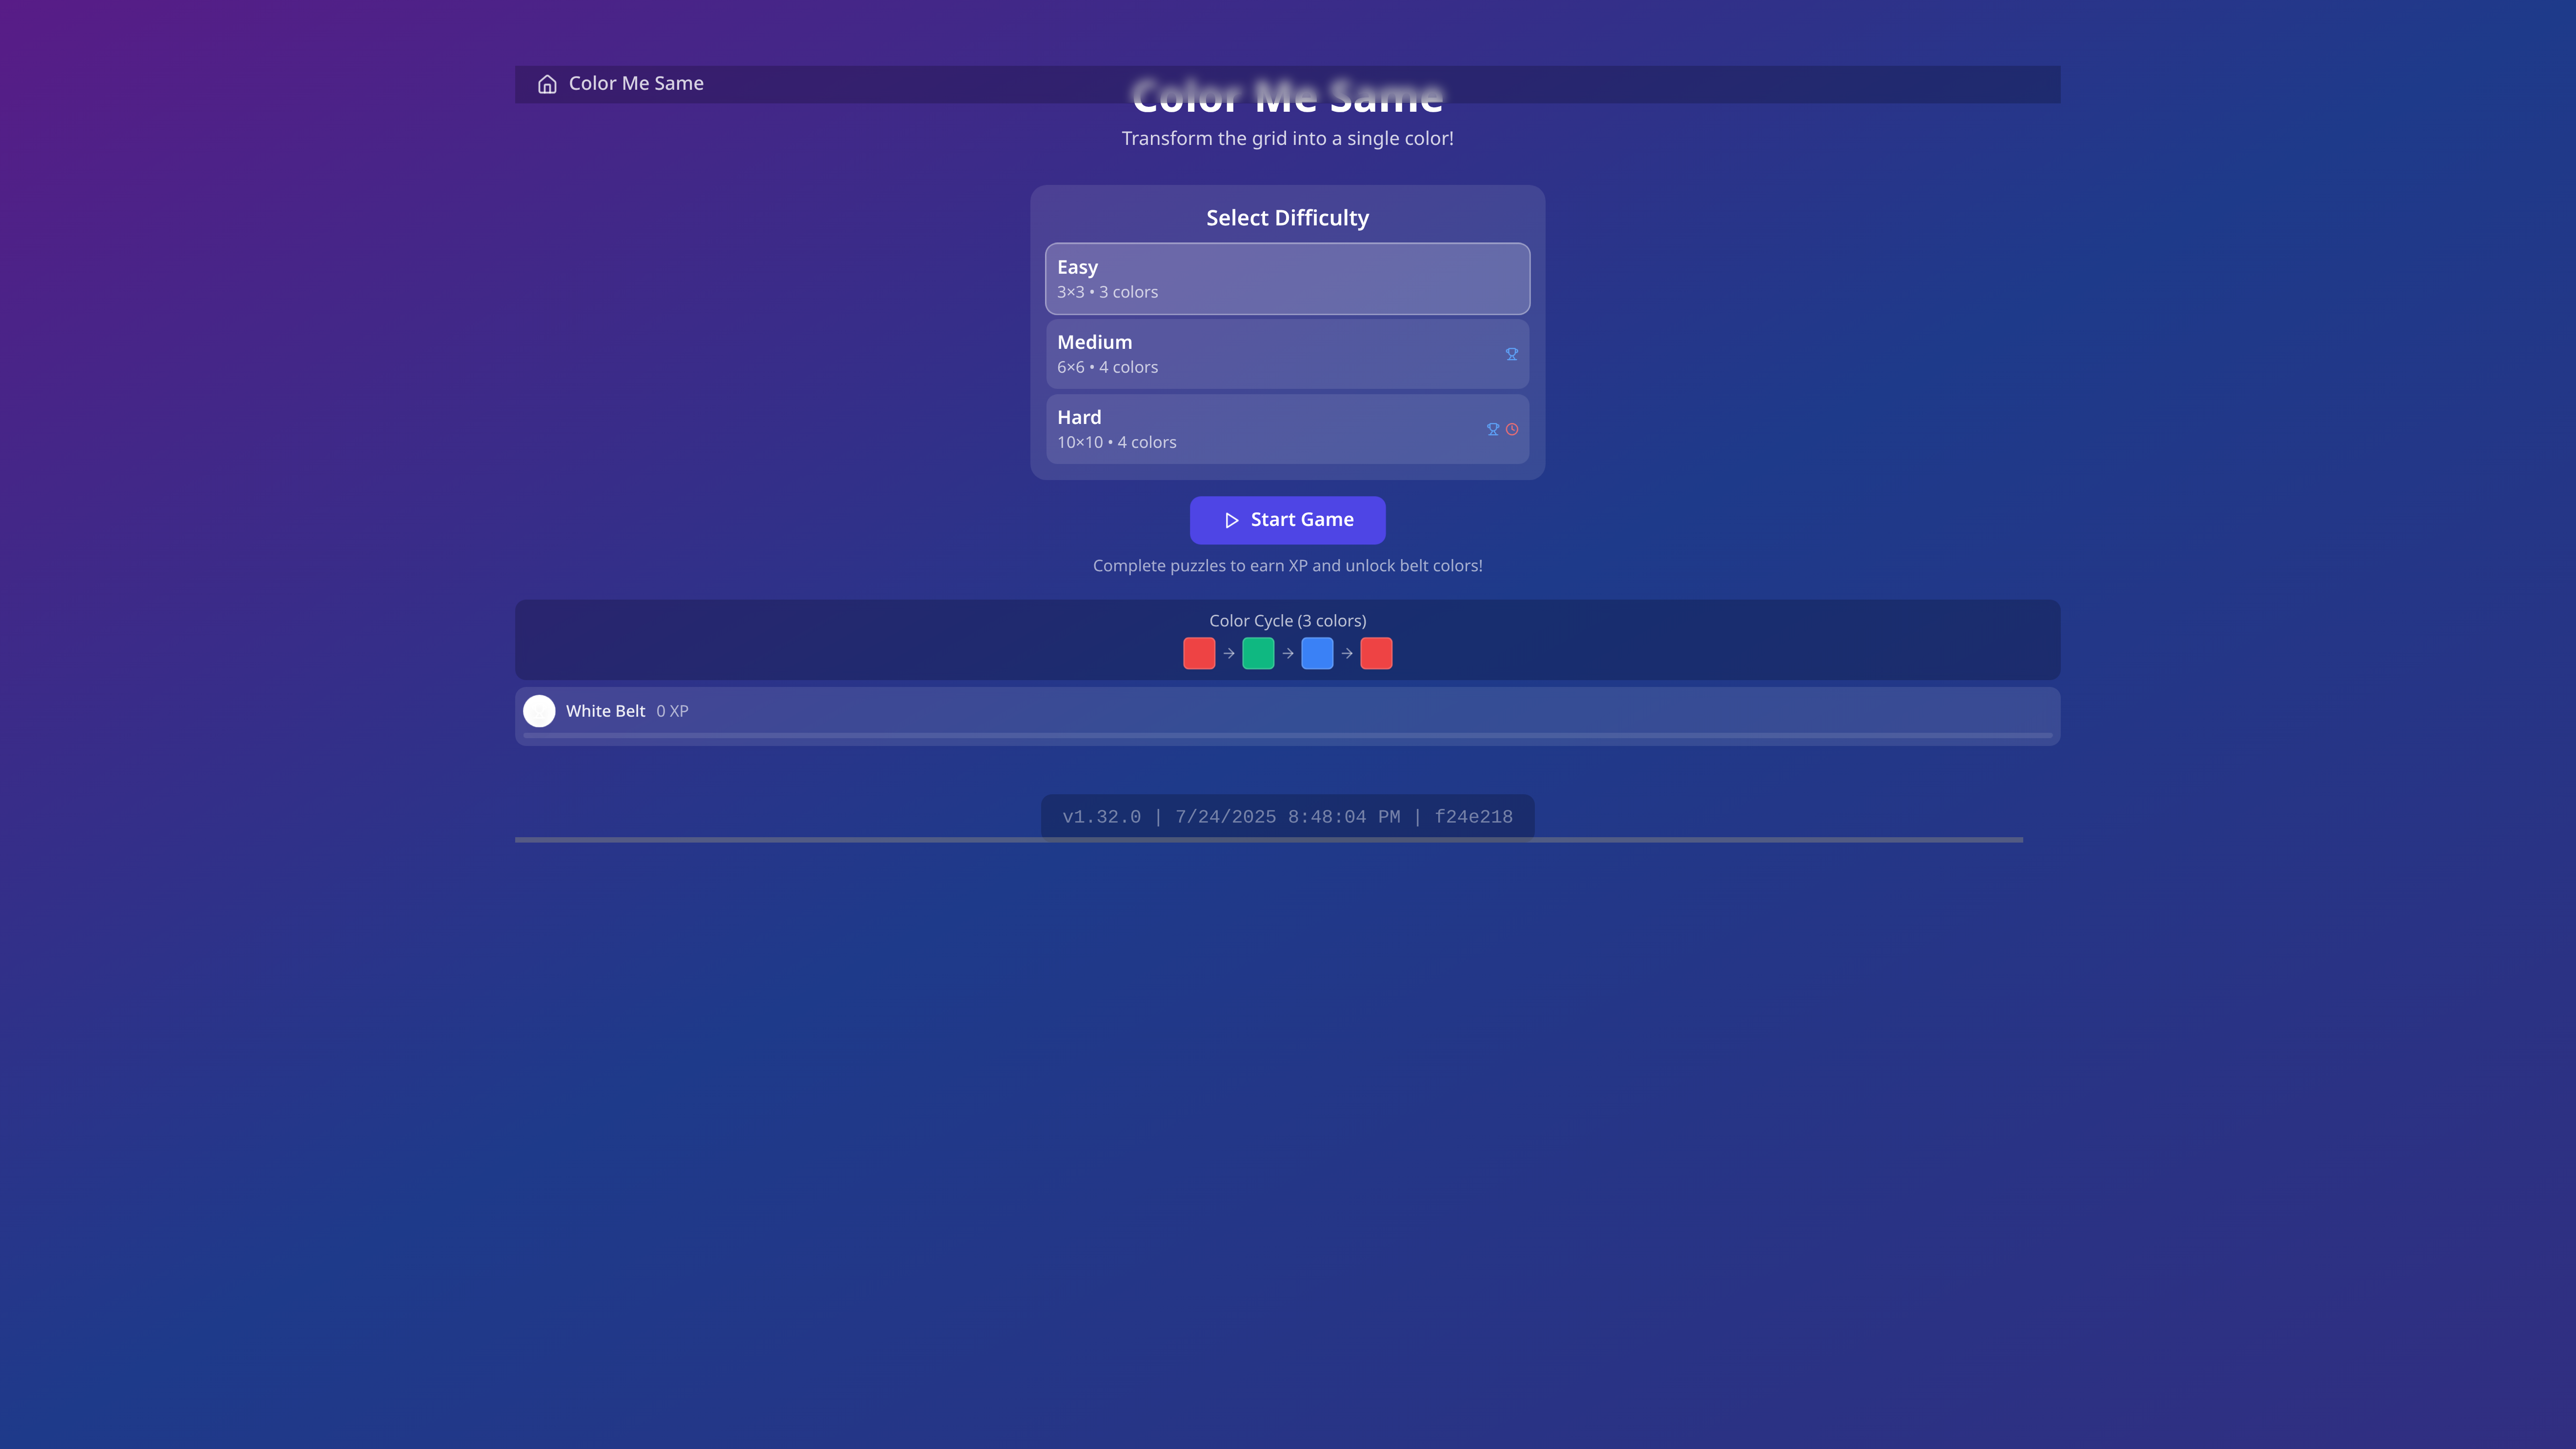 Color Me Same
Color Me Same
Transform the grid into a single color!
Select Difficulty
Easy
3×3 • 3 colors
Medium
6×6 • 4 colors
Hard
10×10 • 4 colors
Start Game
Complete puzzles to earn XP and unlock belt colors!
Color Cycle (3 colors)
White Belt 0 XP
v1.32.0 | 7/24/2025 8:48:04 PM | f24e218